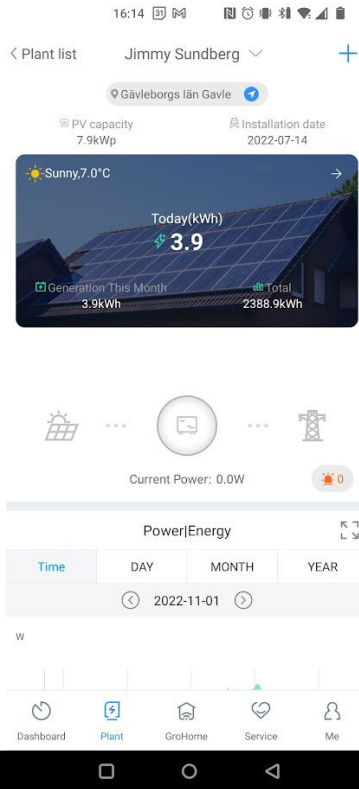 16:14 31
Plant list Jimmy Sundberg
Gävleborgs län Gavle
PV capacity Installation date
7.9kWp 2022-07-14
Sunny,7.0°C
Today(kWh)
3.9
Generation This Month Total
3.9kWh 2388.9kWh
Current Power: 0.0W 0
Power|Energy
Time DAY MONTH YEAR
2022-11-01
W
Dashboard Plant GroHome Service Me